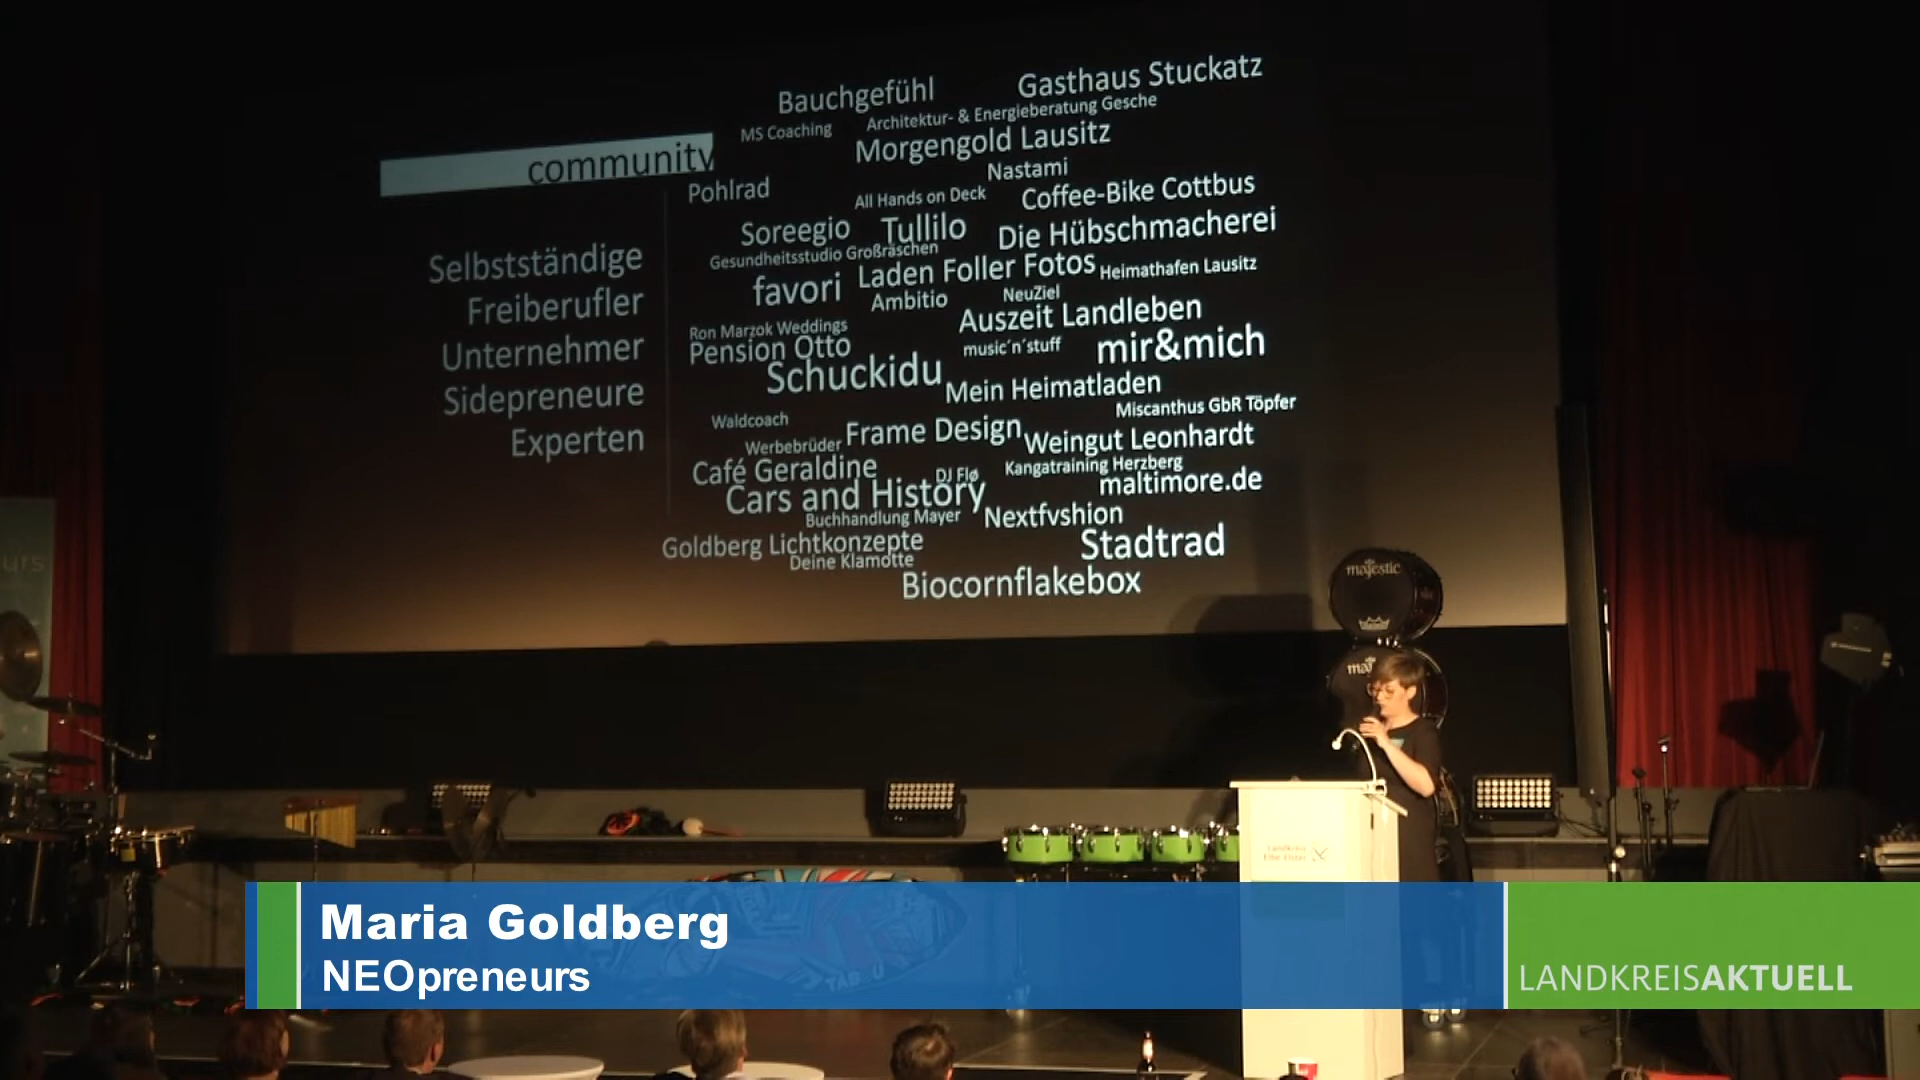 community
Selbstständige
Freiberufler
Unternehmer
Sidepreneure
Experten
Bauchgefühl
Gasthaus Stuckatz
MS Coaching
Architektur- & Energieberatung Gesche
Morgengold Lausitz
Nastami
Pohlrad
All Hands on Deck
Coffee-Bike Cottbus
Soreegio
Tullilo
Die Hübschmacherei
Gesundheitsstudio Großräschen
favori
Laden Foller Fotos
Heimathafen Lausitz
Ambitio
NeuZiel
Auszeit Landleben
Ron Marzok Weddings
Pension Otto
music´n´stuff
mir&mich
Schuckidu
Mein Heimatladen
Miscanthus GbR Töpfer
Waldcoach
Werbebrüder
Frame Design
Weingut Leonhardt
Café Geraldine
DJ Flø
Kangatraining Herzberg
Cars and History
maltimore.de
Buchhandlung Mayer
Nextfvshion
Goldberg Lichtkonzepte
Stadtrad
Deine Klamotte
Biocornflakebox
majestic
Landkreis
Elbe-Elster
Maria Goldberg
NEOpreneurs
LANDKREISAKTUELL